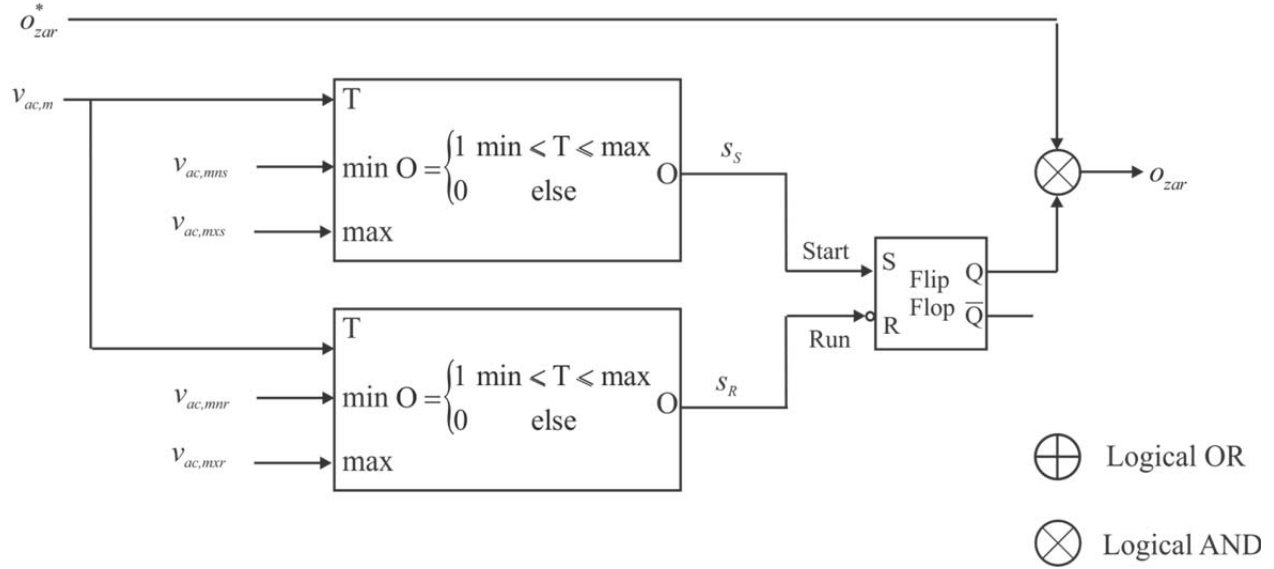 o*zar
vac,m
T
vac,mns
min O = {1 min < T ⩽ max
0 else
O
sS
vac,mxs
max
ozar
Start
S
Flip
Q
Flop
Q̅
R
Run
T
vac,mnr
min O = {1 min < T ⩽ max
0 else
O
sR
vac,mxr
max
Logical OR
Logical AND